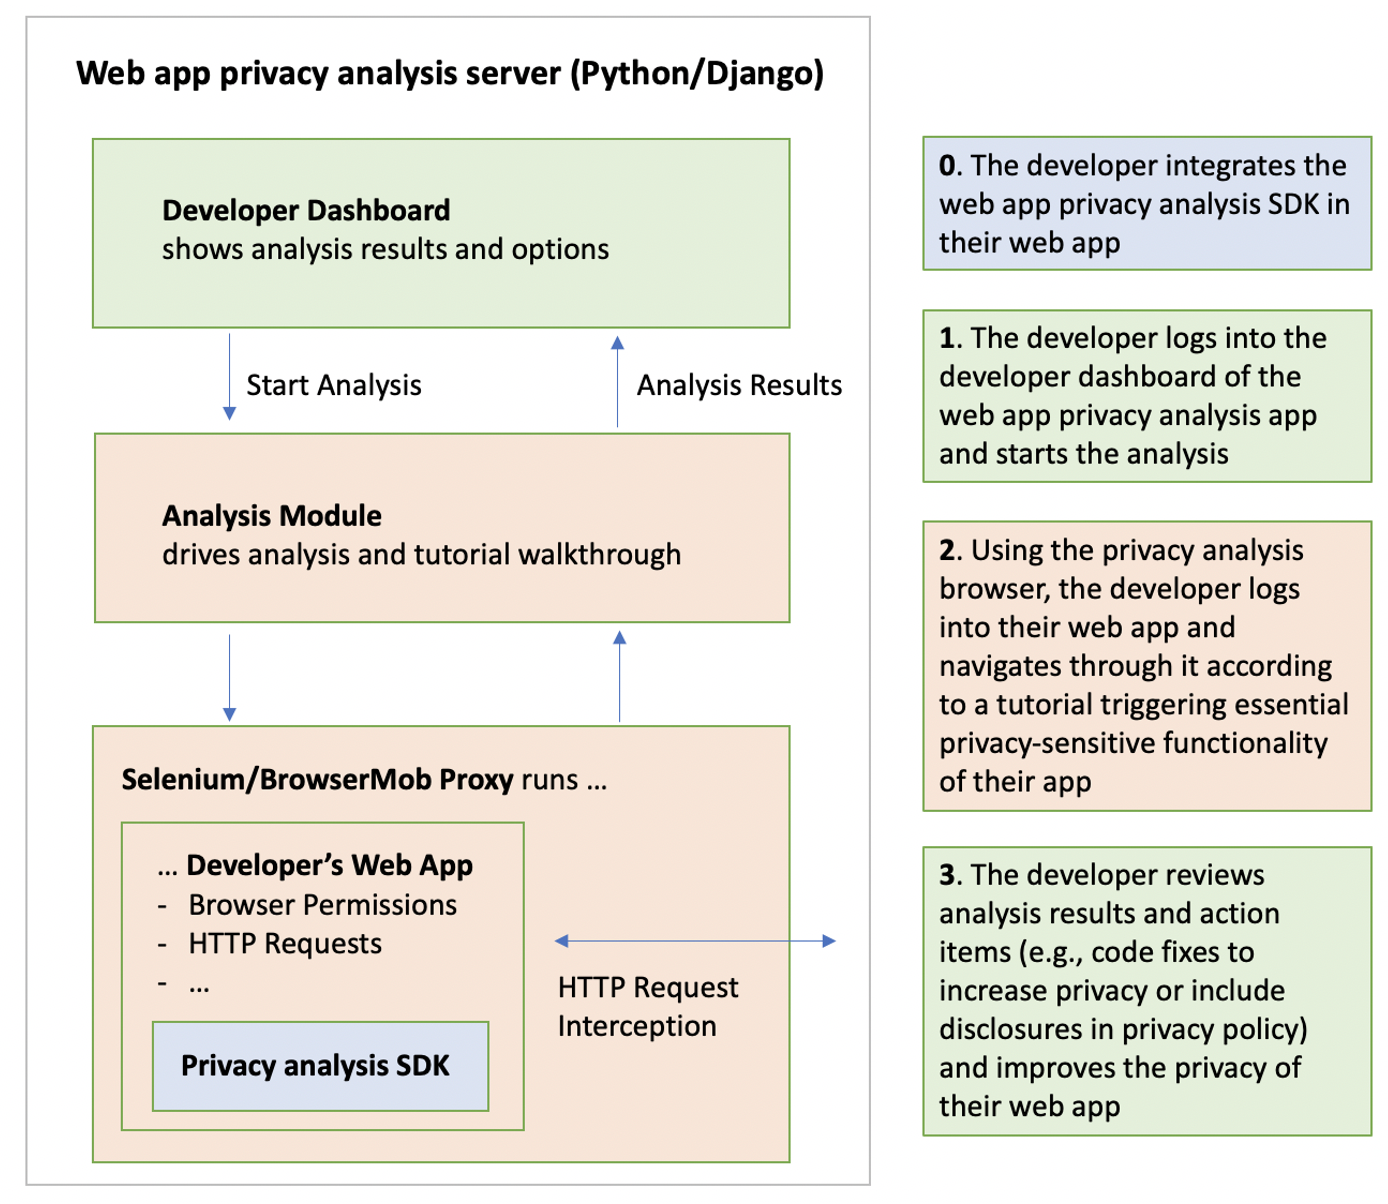 Web app privacy analysis server (Python/Django)
Developer Dashboard
shows analysis results and options
Start Analysis
Analysis Results
Analysis Module
drives analysis and tutorial walkthrough
Selenium/BrowserMob Proxy runs ...
... Developer’s Web App
- Browser Permissions
- HTTP Requests
- ...
Privacy analysis SDK
HTTP Request
Interception
0. The developer integrates the
web app privacy analysis SDK in
their web app
1. The developer logs into the
developer dashboard of the
web app privacy analysis app
and starts the analysis
2. Using the privacy analysis
browser, the developer logs
into their web app and
navigates through it according
to a tutorial triggering essential
privacy-sensitive functionality
of their app
3. The developer reviews
analysis results and action
items (e.g., code fixes to
increase privacy or include
disclosures in privacy policy)
and improves the privacy of
their web app